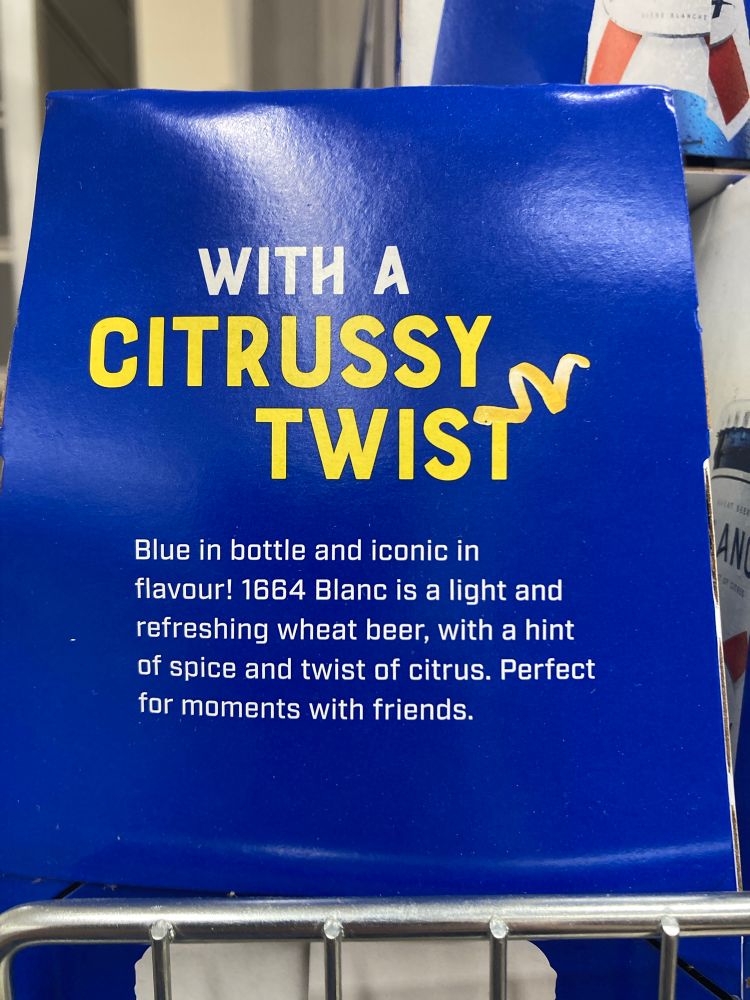 WITH A
CITRUSSY
TWIST
Blue in bottle and iconic in
flavour! 1664 Blanc is a light and
refreshing wheat beer, with a hint
of spice and twist of citrus. Perfect
for moments with friends.